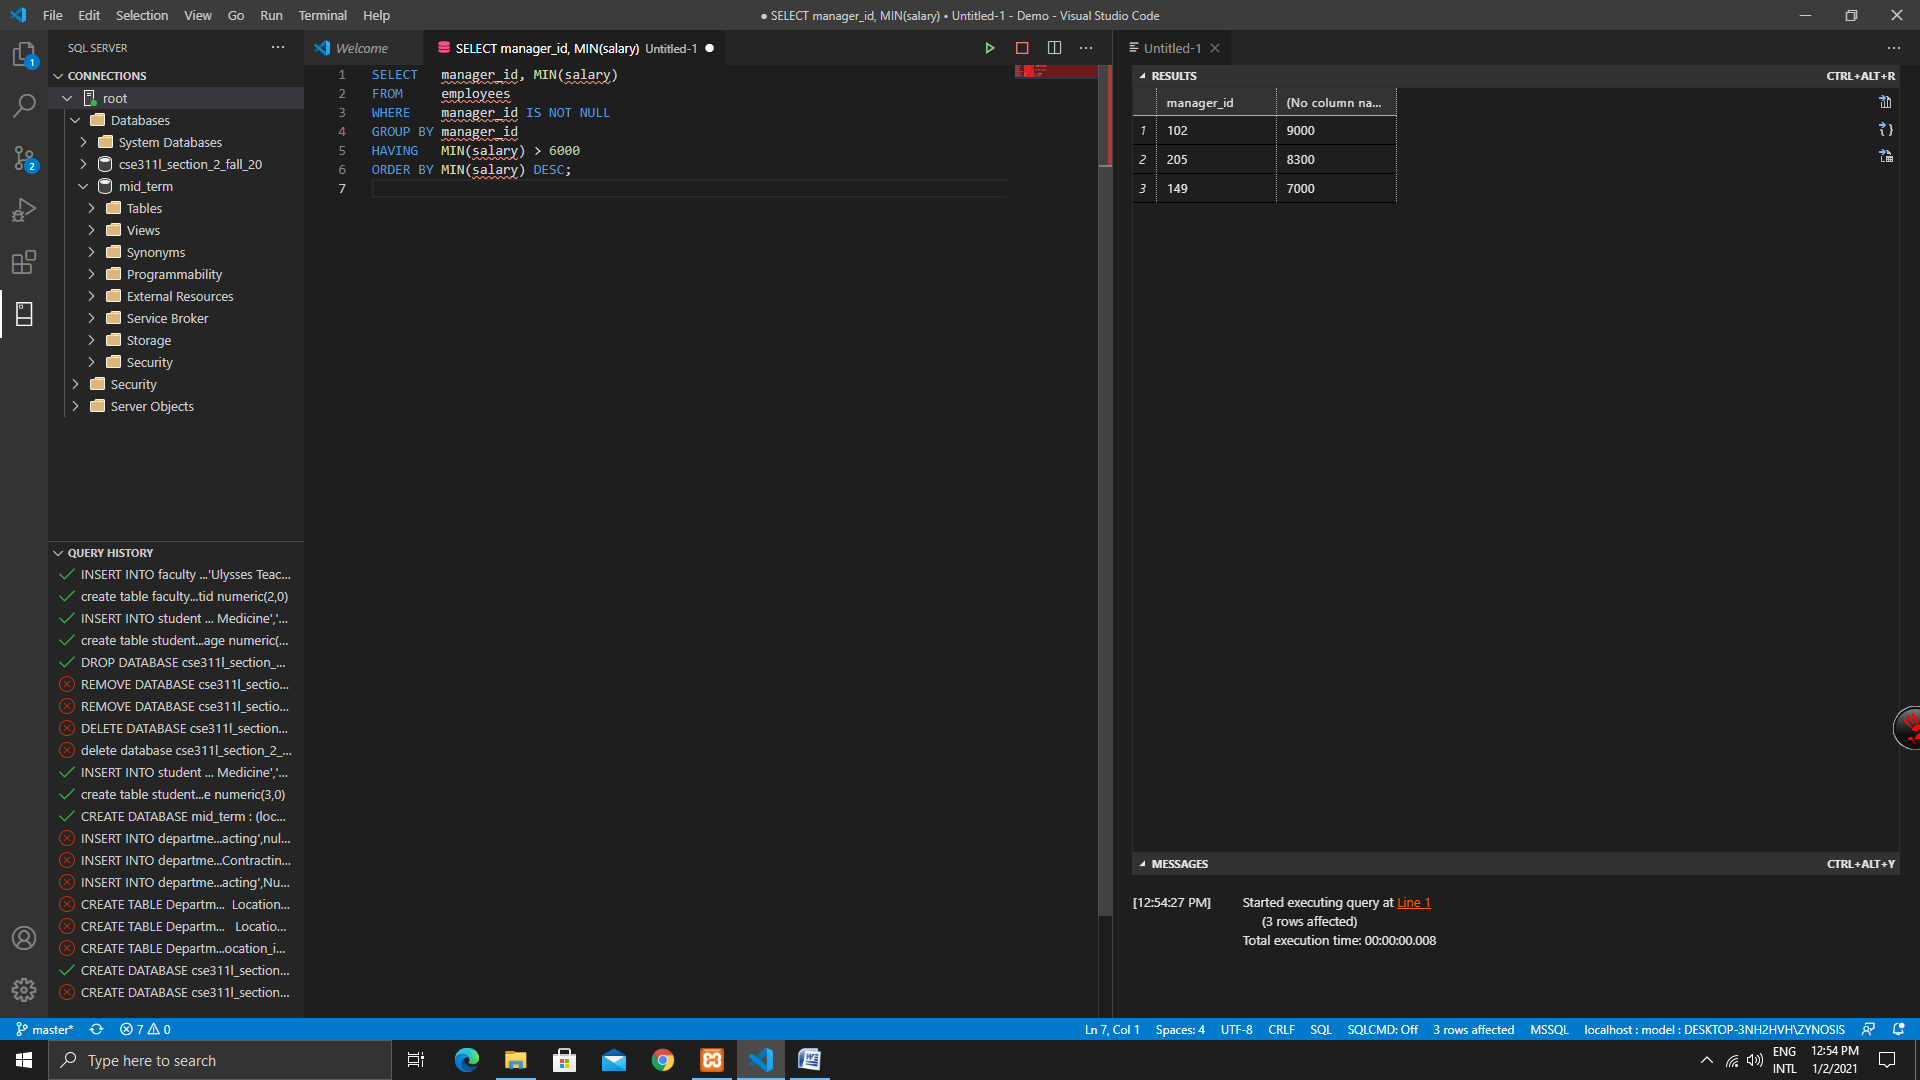 File Edit Selection View Go Run Terminal Help
● SELECT manager_id, MIN(salary) • Untitled-1 - Demo - Visual Studio Code
SQL SERVER
CONNECTIONS
root
Databases
System Databases
cse311l_section_2_fall_20
mid_term
Tables
Views
Synonyms
Programmability
External Resources
Service Broker
Storage
Security
Security
Server Objects
QUERY HISTORY
INSERT INTO faculty ...'Ulysses Teac...
create table faculty...tid numeric(2,0)
INSERT INTO student ... Medicine','...
create table student...age numeric(...
DROP DATABASE cse311l_section_...
REMOVE DATABASE cse311l_sectio...
REMOVE DATABASE cse311l_sectio...
DELETE DATABASE cse311l_section...
delete database cse311l_section_2_...
INSERT INTO student ... Medicine','...
create table student...e numeric(3,0)
CREATE DATABASE mid_term : (loc...
INSERT INTO departme...acting',nul...
INSERT INTO departme...Contractin...
INSERT INTO departme...acting',Nu...
CREATE TABLE Departm... Location...
CREATE TABLE Departm... Locatio...
CREATE TABLE Departm...ocation_i...
CREATE DATABASE cse311l_section...
CREATE DATABASE cse311l_section...
1
2
Welcome
SELECT manager_id, MIN(salary) Untitled-1
1 SELECT manager_id, MIN(salary)
2 FROM employees
3 WHERE manager_id IS NOT NULL
4 GROUP BY manager_id
5 HAVING MIN(salary) > 6000
6 ORDER BY MIN(salary) DESC;
7
Untitled-1
RESULTS CTRL+ALT+R
manager_id (No column na...
1 102 9000
2 205 8300
3 149 7000
MESSAGES CTRL+ALT+Y
[12:54:27 PM] Started executing query at Line 1
(3 rows affected)
Total execution time: 00:00:00.008
master* 7 0
Ln 7, Col 1 Spaces: 4 UTF-8 CRLF SQL SQLCMD: Off 3 rows affected MSSQL localhost : model : DESKTOP-3NH2HVH\ZYNOSIS
Type here to search
ENG
INTL
12:54 PM
1/2/2021